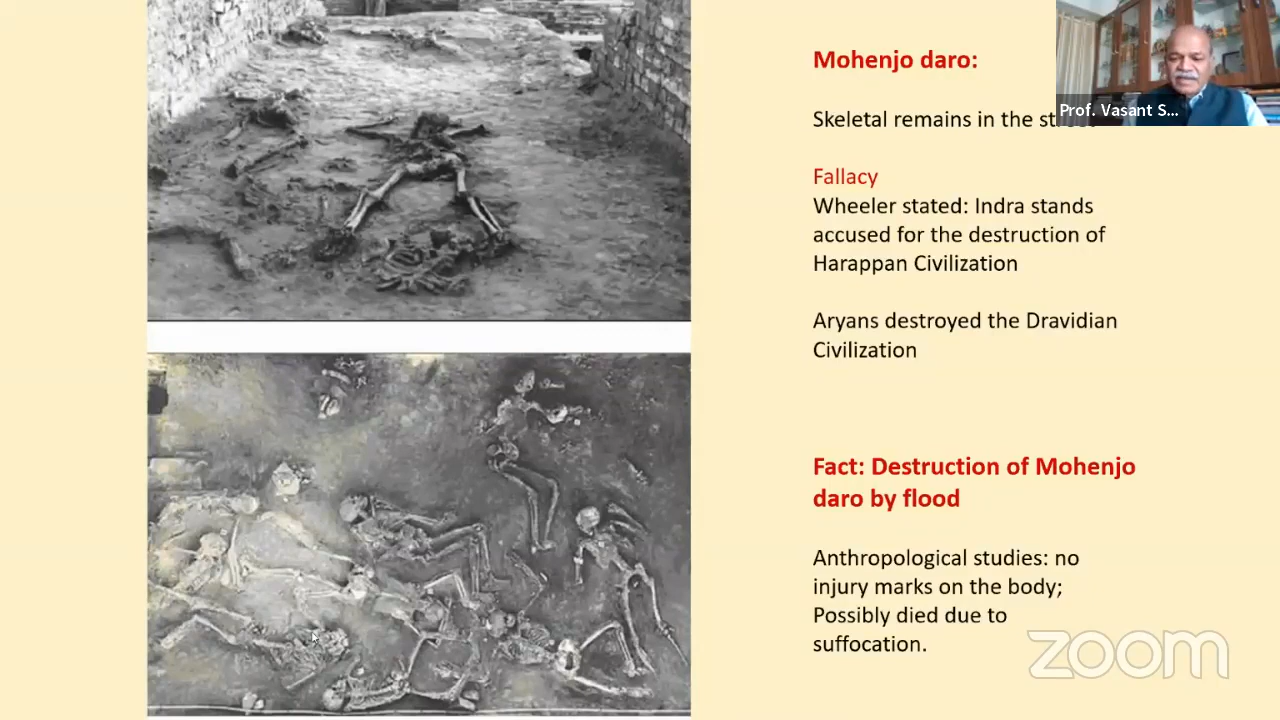 Mohenjo daro:
Prof. Vasant S...
Skeletal remains in the
Fallacy
Wheeler stated: Indra stands
accused for the destruction of
Harappan Civilization
Aryans destroyed the Dravidian
Civilization
Fact: Destruction of Mohenjo
daro by flood
Anthropological studies: no
injury marks on the body;
Possibly died due to
suffocation.
zoom